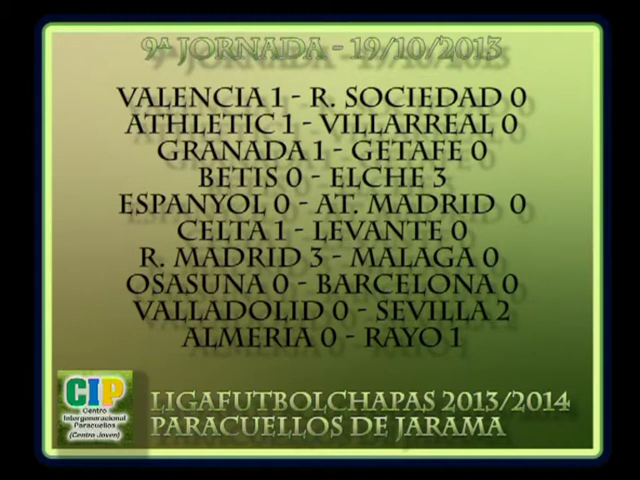 9ª JORNADA - 19/10/2013
VALENCIA 1 - R. SOCIEDAD 0
ATHLETIC 1 - VILLARREAL 0
GRANADA 1 - GETAFE 0
BETIS 0 - ELCHE 3
ESPANYOL 0 - AT. MADRID 0
CELTA 1 - LEVANTE 0
R. MADRID 3 - MALAGA 0
OSASUNA 0 - BARCELONA 0
VALLADOLID 0 - SEVILLA 2
ALMERIA 0 - RAYO 1
CIP
Centro
Intergeneracional
Paracuellos
(Centro Joven)
LIGAFUTBOLCHAPAS 2013/2014
PARACUELLOS DE JARAMA